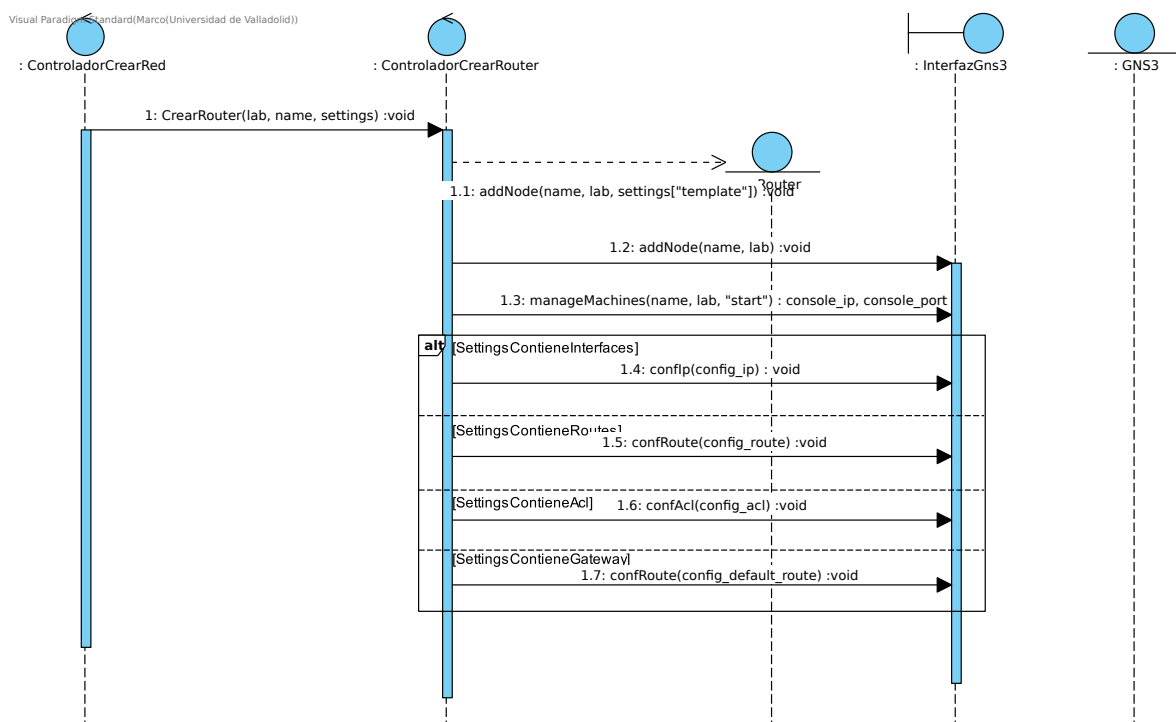 Visual Paradigm Standard(Marco(Universidad de Valladolid))
: ControladorCrearRed
: ControladorCrearRouter
: InterfazGns3
: GNS3
1: CrearRouter(lab, name, settings) :void
Router
1.1: addNode(name, lab, settings["template"]) :void
1.2: addNode(name, lab) :void
1.3: manageMachines(name, lab, "start") : console_ip, console_port
alt
[SettingsContieneInterfaces]
1.4: confIp(config_ip) : void
[SettingsContieneRoutes]
1.5: confRoute(config_route) :void
[SettingsContieneAcl]
1.6: confAcl(config_acl) :void
[SettingsContieneGateway]
1.7: confRoute(config_default_route) :void